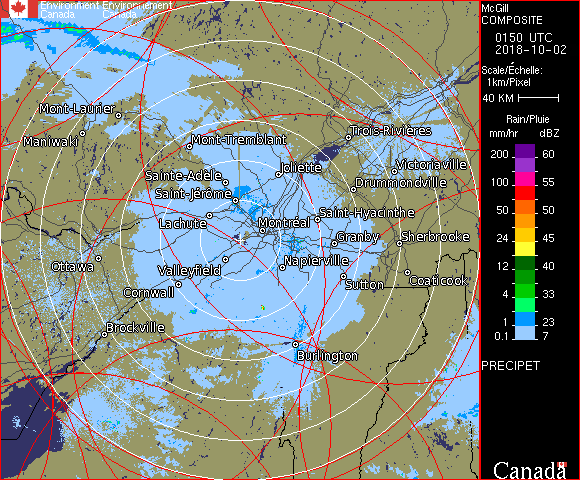 Environment Environnement
Canada Canada
McGill
COMPOSITE
0150 UTC
2018-10-02
Scale/Échelle:
1km/Pixel
40 KM
Rain/Pluie
mm/hr dBZ
200 60
100 55
50 50
24 45
12 40
4 33
1 23
0.1 7
PRECIPET
Canada
Mont-Laurier
Maniwaki
Mont-Tremblant
Trois-Rivières
Sainte-Adèle
Joliette
Victoriaville
Saint-Jérôme
Drummondville
Lachute
Montréal
Saint-Hyacinthe
Granby
Sherbrooke
Ottawa
Valleyfield
Napierville
Cornwall
Sutton
Coaticook
Brockville
Burlington